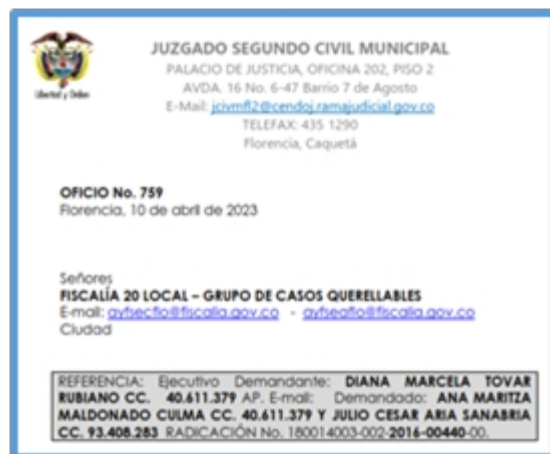 JUZGADO SEGUNDO CIVIL MUNICIPAL
PALACIO DE JUSTICIA, OFICINA 202, PISO 2
AVDA. 16 No. 6-47 Barrio 7 de Agosto
E-Mail: jcivmfl2@cendoj.ramajudicial.gov.co
TELEFAX: 435 1290
Florencia, Caquetá
Libertad y Orden
OFICIO No. 759
Florencia, 10 de abril de 2023
Señores
FISCALÍA 20 LOCAL – GRUPO DE CASOS QUERELLABLES
E-mail: -
Ciudad
REFERENCIA: Ejecutivo Demandante: DIANA MARCELA TOVAR
RUBIANO CC. 40.611.379 AP. E-mail: Demandado: ANA MARITZA
MALDONADO CULMA CC. 40.611.379 Y JULIO CESAR ARIA SANABRIA
CC. 93.408.283 RADICACIÓN No. 180014003-002-2016-00440-00.